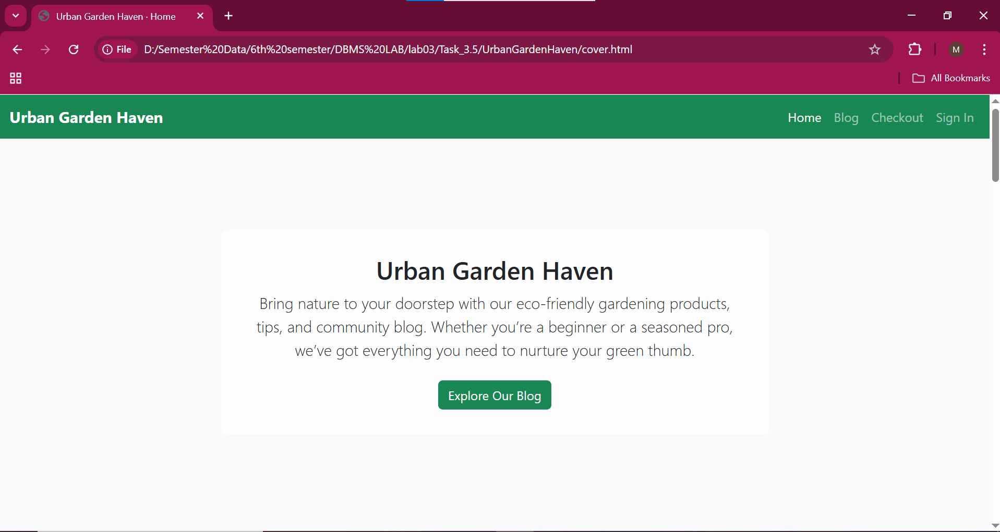 Urban Garden Haven · Home
File
D:/Semester%20Data/6th%20semester/DBMS%20LAB/lab03/Task_3.5/UrbanGardenHaven/cover.html
M
All Bookmarks
Urban Garden Haven
Home
Blog
Checkout
Sign In
Urban Garden Haven
Bring nature to your doorstep with our eco-friendly gardening products,
tips, and community blog. Whether you’re a beginner or a seasoned pro,
we’ve got everything you need to nurture your green thumb.
Explore Our Blog